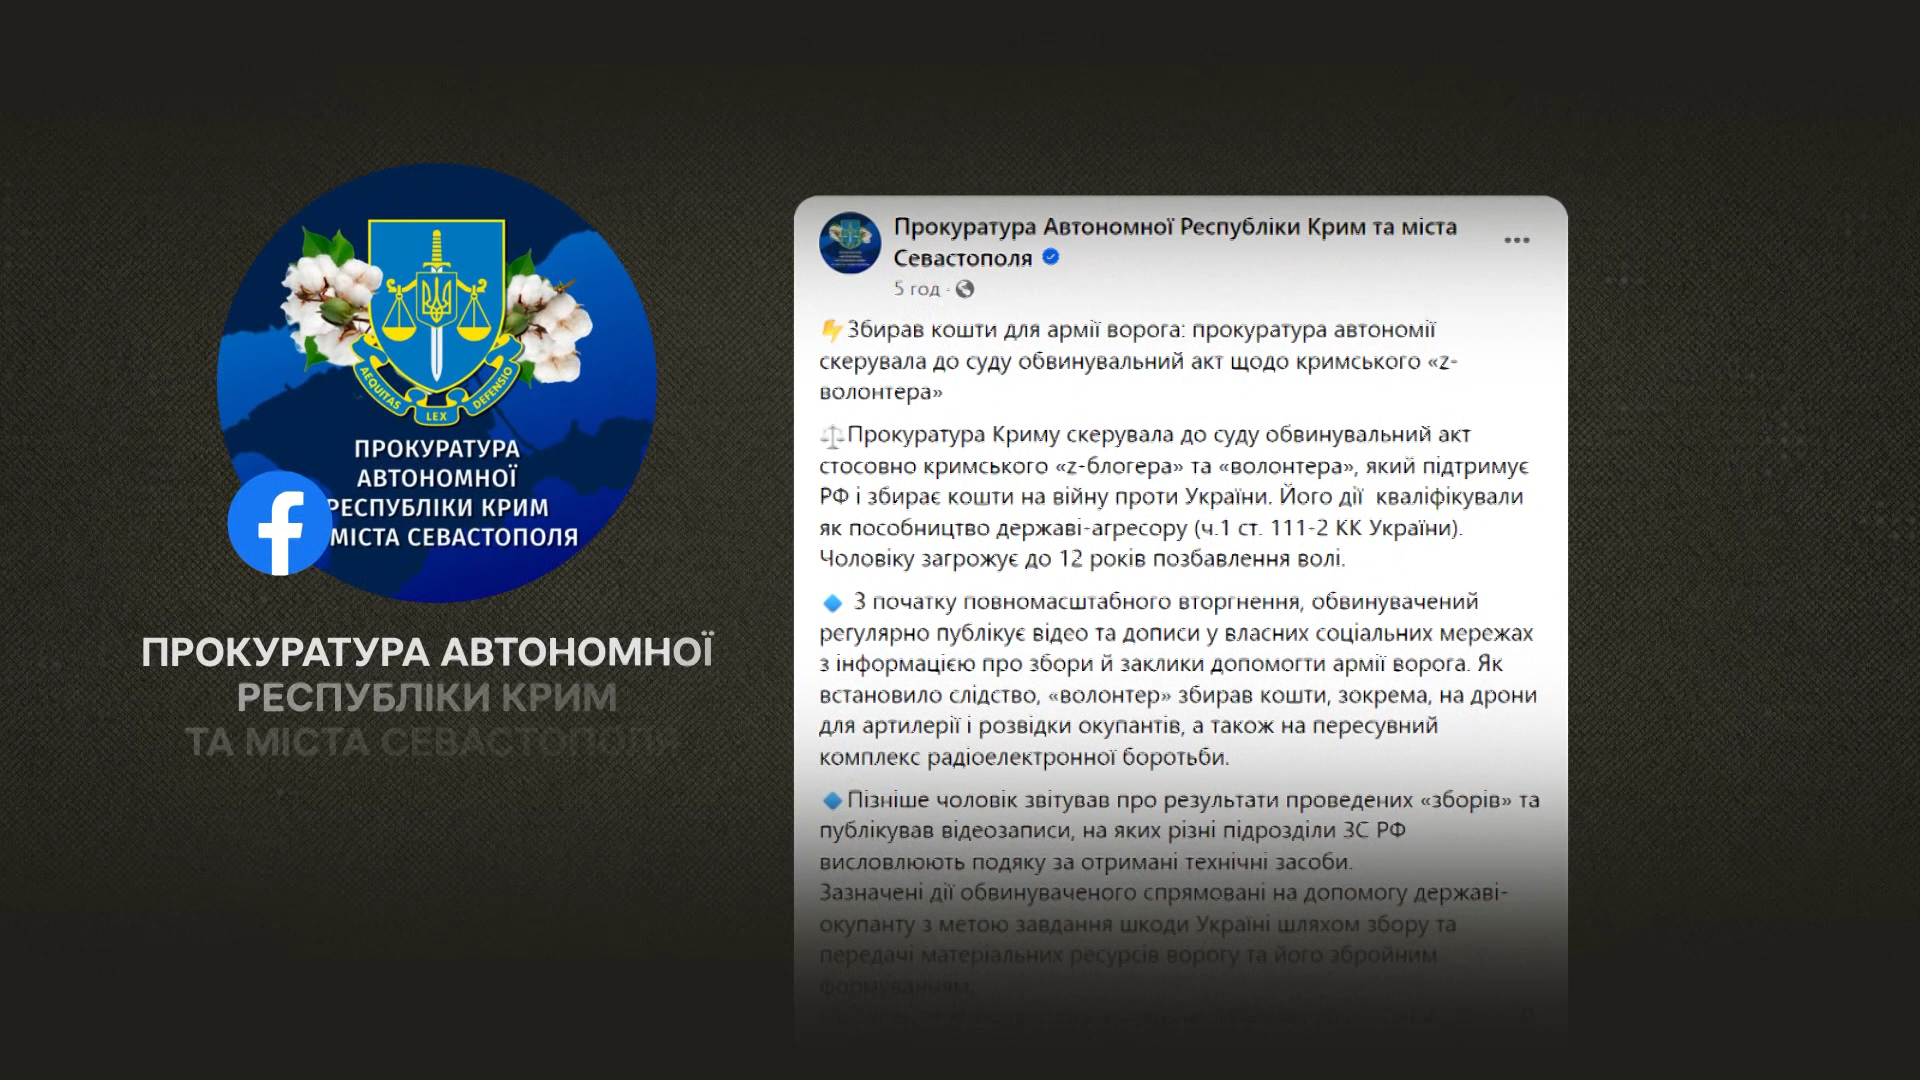 AEQUITAS LEX DEFENSIO
ПРОКУРАТУРА
АВТОНОМНОЇ
РЕСПУБЛІКИ КРИМ
МІСТА СЕВАСТОПОЛЯ
ПРОКУРАТУРА АВТОНОМНОЇ
РЕСПУБЛІКИ КРИМ
ТА МІСТА СЕВАСТОПОЛЯ
Прокуратура Автономної Республіки Крим та міста
Севастополя
5 год ·
⚡Збирав кошти для армії ворога: прокуратура автономії
скерувала до суду обвинувальний акт щодо кримського «z-
волонтера»
⚖️Прокуратура Криму скерувала до суду обвинувальний акт
стосовно кримського «z-блогера» та «волонтера», який підтримує
РФ і збирає кошти на війну проти України. Його дії кваліфікували
як пособництво державі-агресору (ч.1 ст. 111-2 КК України).
Чоловіку загрожує до 12 років позбавлення волі.
🔷 З початку повномасштабного вторгнення, обвинувачений
регулярно публікує відео та дописи у власних соціальних мережах
з інформацією про збори й заклики допомогти армії ворога. Як
встановило слідство, «волонтер» збирав кошти, зокрема, на дрони
для артилерії і розвідки окупантів, а також на пересувний
комплекс радіоелектронної боротьби.
🔷Пізніше чоловік звітував про результати проведених «зборів» та
публікував відеозаписи, на яких різні підрозділи ЗС РФ
висловлюють подяку за отримані технічні засоби.
Зазначені дії обвинуваченого спрямовані на допомогу державі-
окупанту з метою завдання шкоди Україні шляхом збору та
передачі матеріальних ресурсів ворогу та його збройним
формуванням.